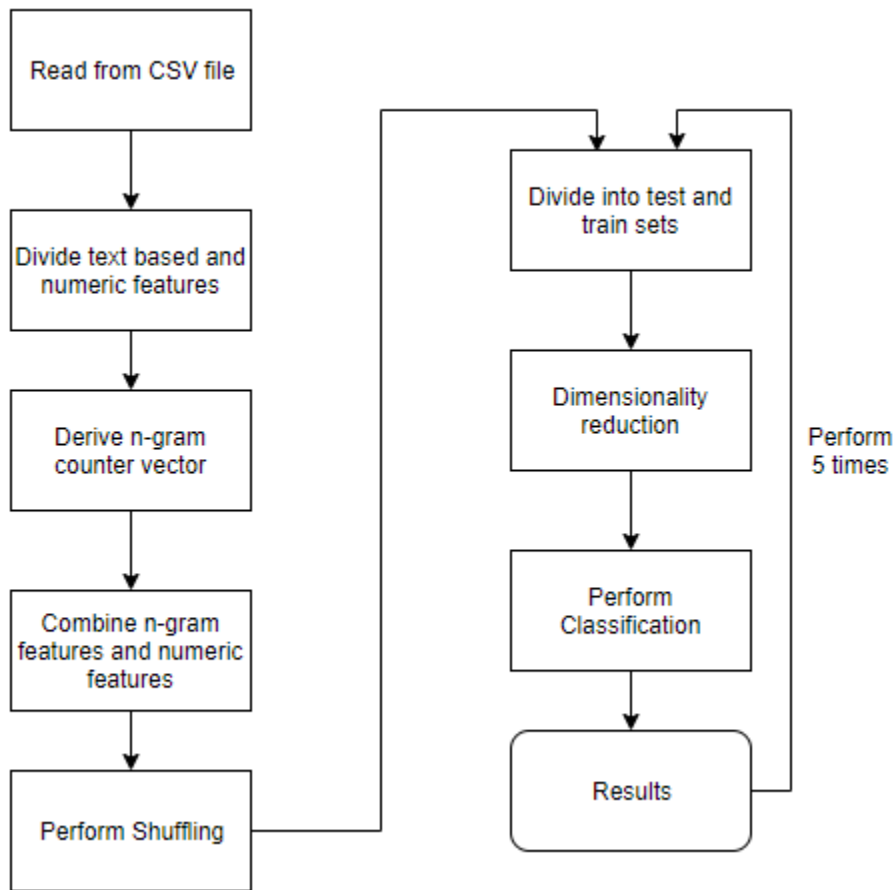 Read from CSV file
Divide text based and
numeric features
Derive n-gram
counter vector
Combine n-gram
features and numeric
features
Perform Shuffling
Divide into test and
train sets
Dimensionality
reduction
Perform
Classification
Results
Perform
5 times